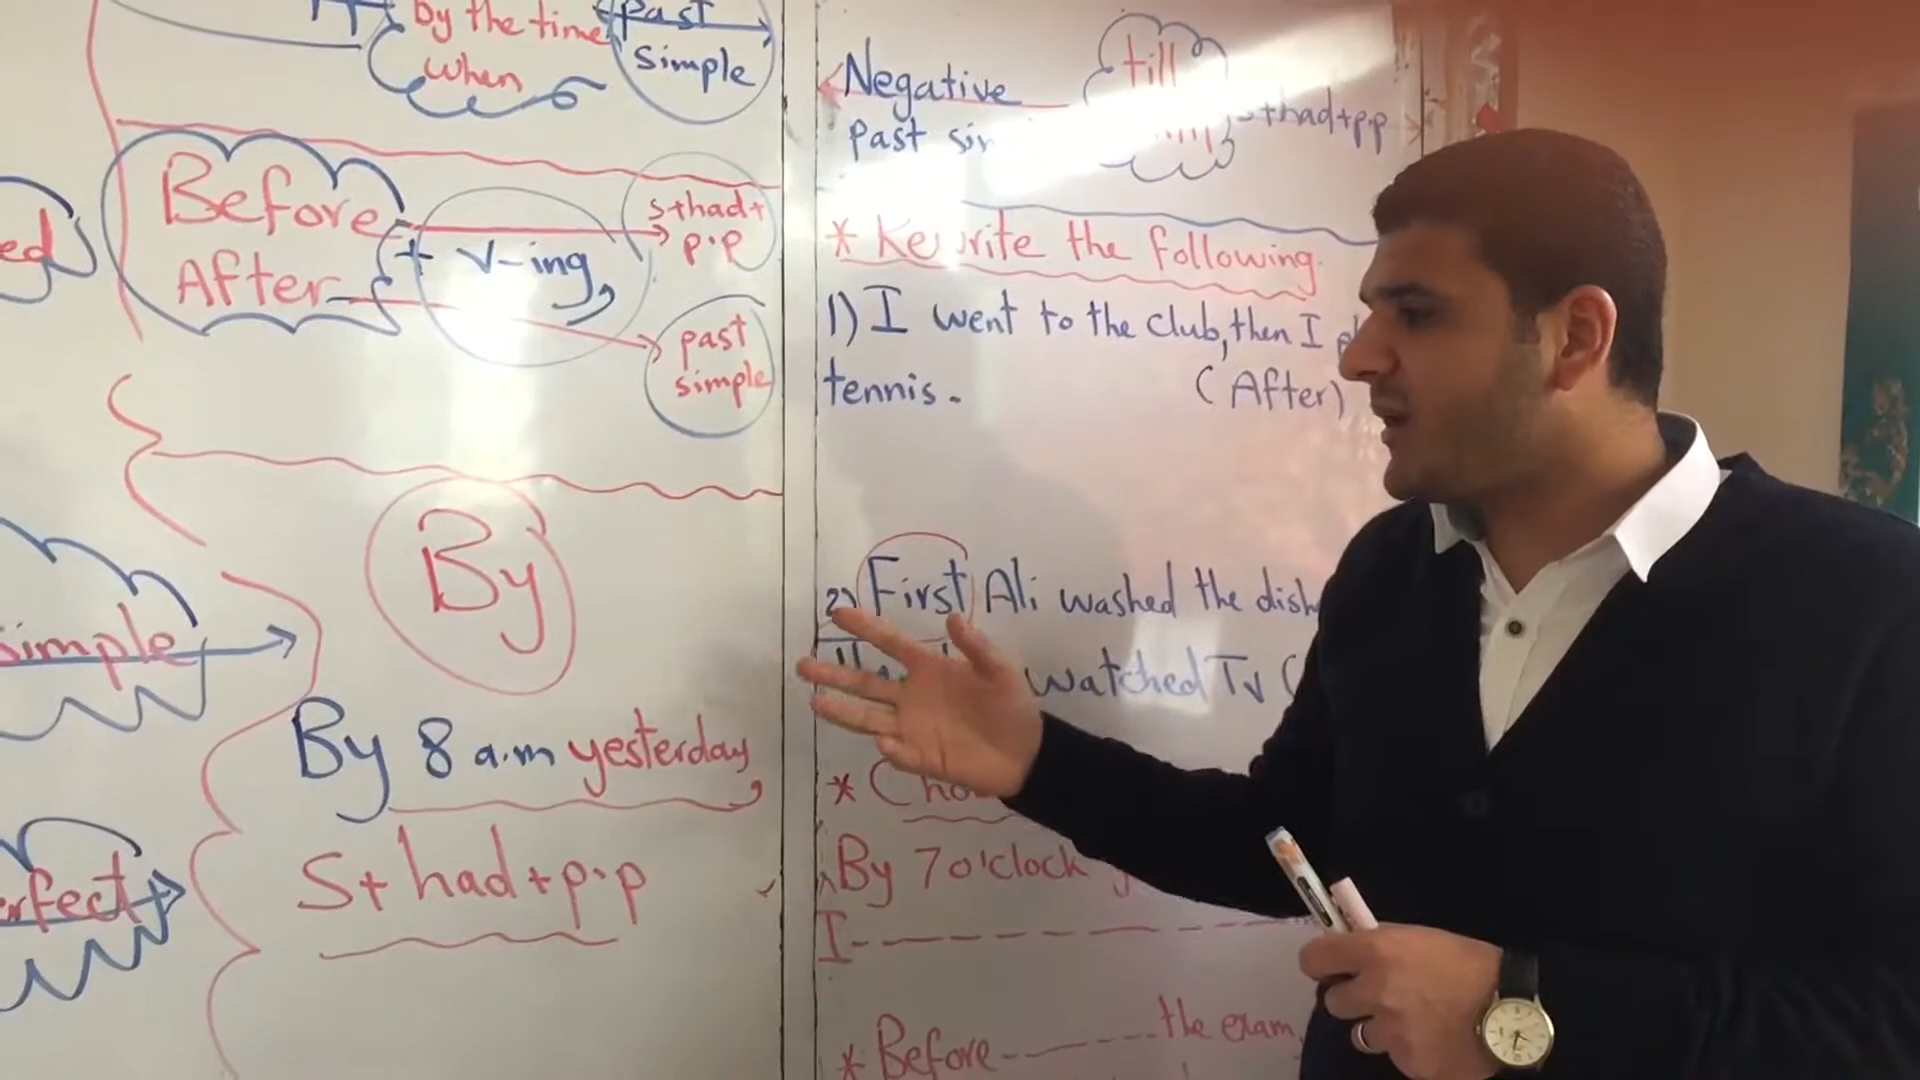 by the time
when
past
simple
Before
After
+ v-ing,
s+had+
p.p
past
simple
ed
By
simple
By 8 a.m yesterday
S+had+p.p
Negative
past
till
+had+p.p
* Rewrite the following.
1) I went to the club, then I
tennis. (After)
2) First Ali washed the
watched Tv (
*
By 7 o'clock
I
* Before the exam